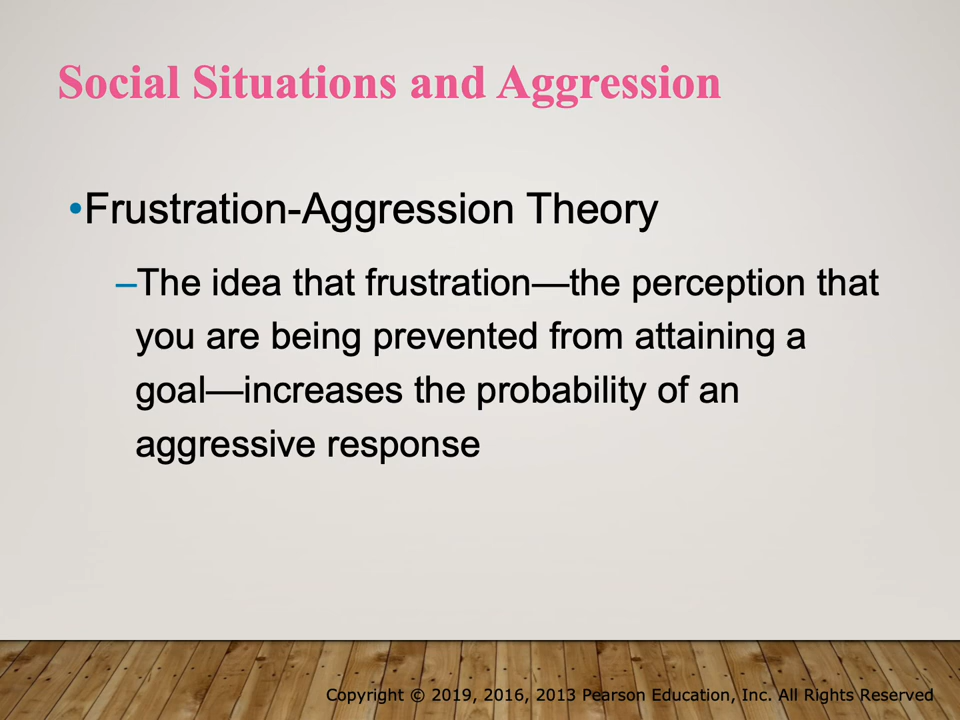 Social Situations and Aggression
•Frustration-Aggression Theory
–The idea that frustration—the perception that
you are being prevented from attaining a
goal—increases the probability of an
aggressive response
Copyright © 2019, 2016, 2013 Pearson Education, Inc. All Rights Reserved